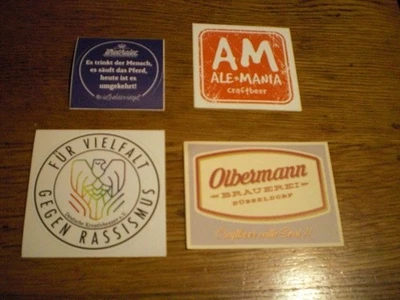 Es trinkt der Mensch,
es säuft das Pferd,
heute ist es
umgekehrt!
AM
ALE-MANIA
craftbeer
FÜR VIELFALT
GEGEN RASSISMUS
Olbermann
BRAUEREI
DÜSSELDORF